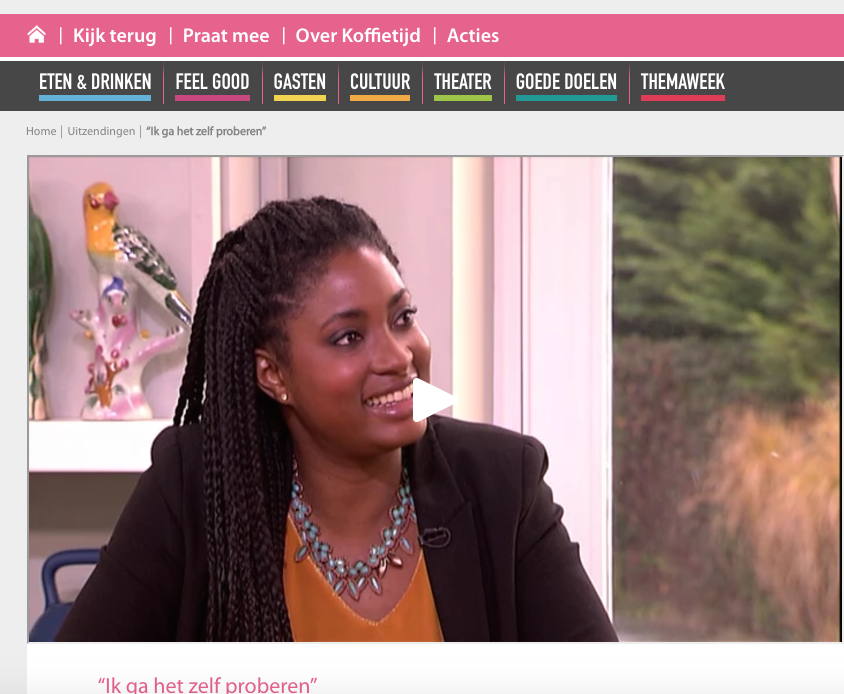 Kijk terug | Praat mee | Over Koffietijd | Acties
ETEN & DRINKEN FEEL GOOD GASTEN CULTUUR THEATER GOEDE DOELEN THEMAWEEK
Home | Uitzendingen | “Ik ga het zelf proberen”
“Ik ga het zelf proberen”